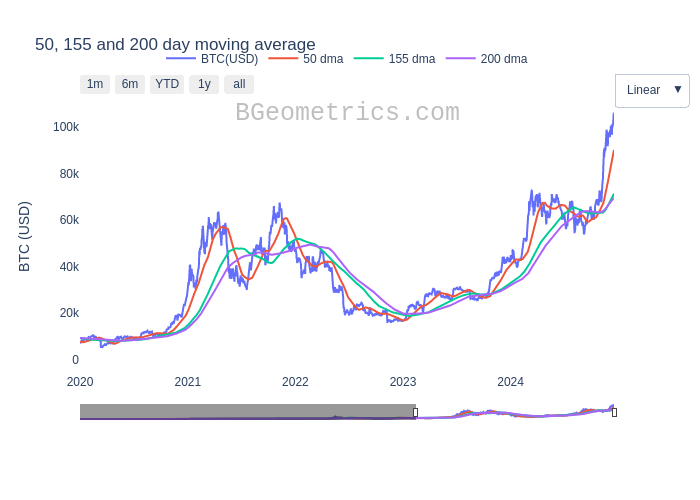 50, 155 and 200 day moving average
BTC(USD) 50 dma 155 dma 200 dma
1m 6m YTD 1y all
Linear ▼
BGeometrics.com
BTC (USD)
100k
80k
60k
40k
20k
0
2020 2021 2022 2023 2024